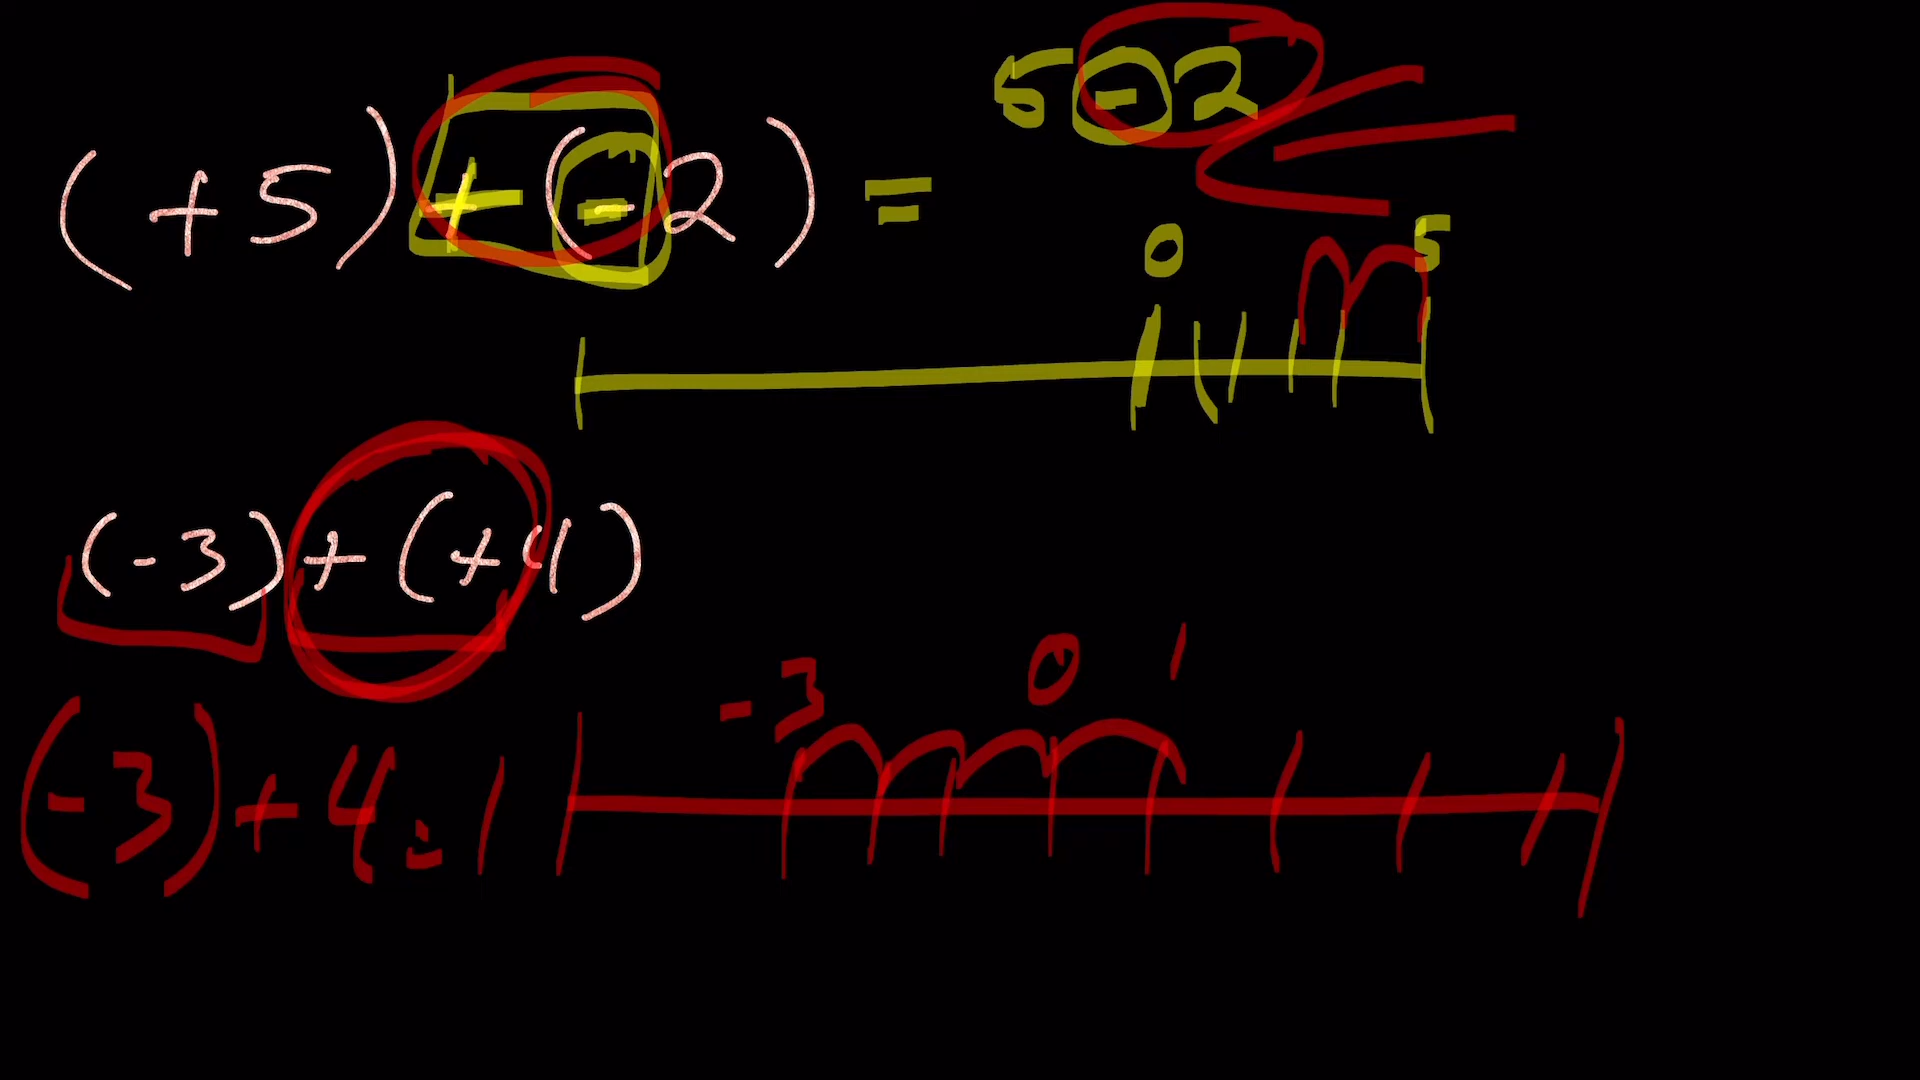 (+5) + (-2) = 5-2
0 5
(-3) + (+4)
-3 0 1
(-3) + 4 = 1